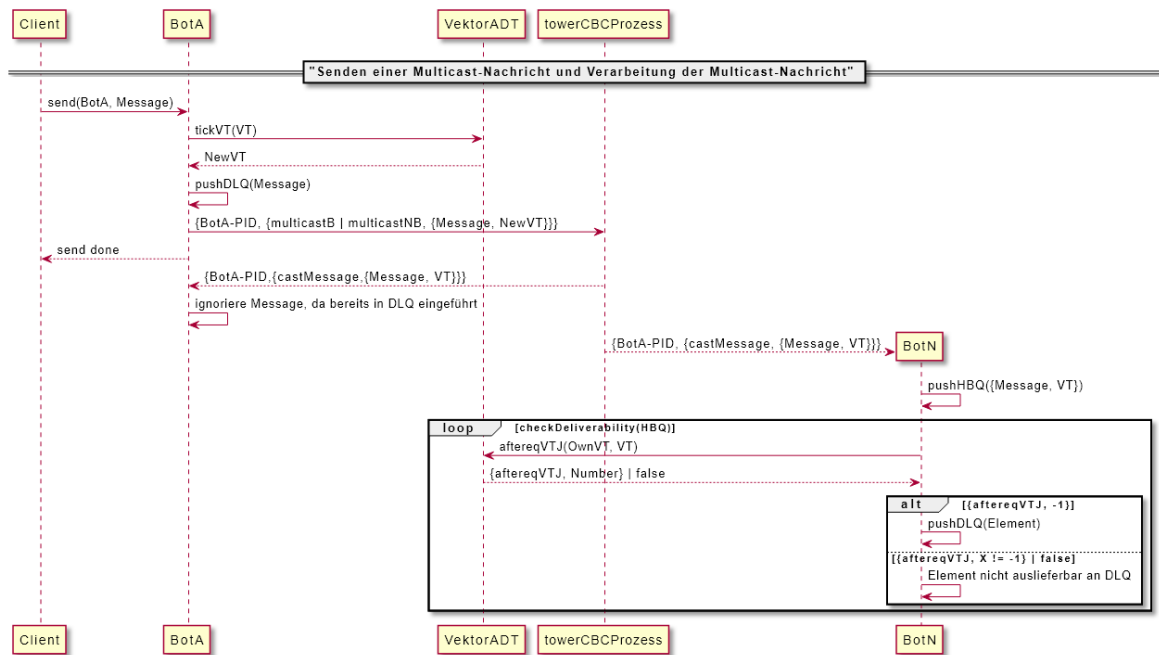 Client BotA VektorADT towerCBCProzess
"Senden einer Multicast-Nachricht und Verarbeitung der Multicast-Nachricht"
send(BotA, Message)
tickVT(VT)
NewVT
pushDLQ(Message)
{BotA-PID, {multicastB | multicastNB, {Message, NewVT}}}
send done
{BotA-PID,{castMessage,{Message, VT}}}
ignoriere Message, da bereits in DLQ eingeführt
{BotA-PID, {castMessage, {Message, VT}}}
BotN
pushHBQ({Message, VT})
loop [checkDeliverability(HBQ)]
aftereqVTJ(OwnVT, VT)
{aftereqVTJ, Number} | false
alt [{aftereqVTJ, -1}]
pushDLQ(Element)
[{aftereqVTJ, X != -1} | false]
Element nicht auslieferbar an DLQ
Client BotA VektorADT towerCBCProzess BotN